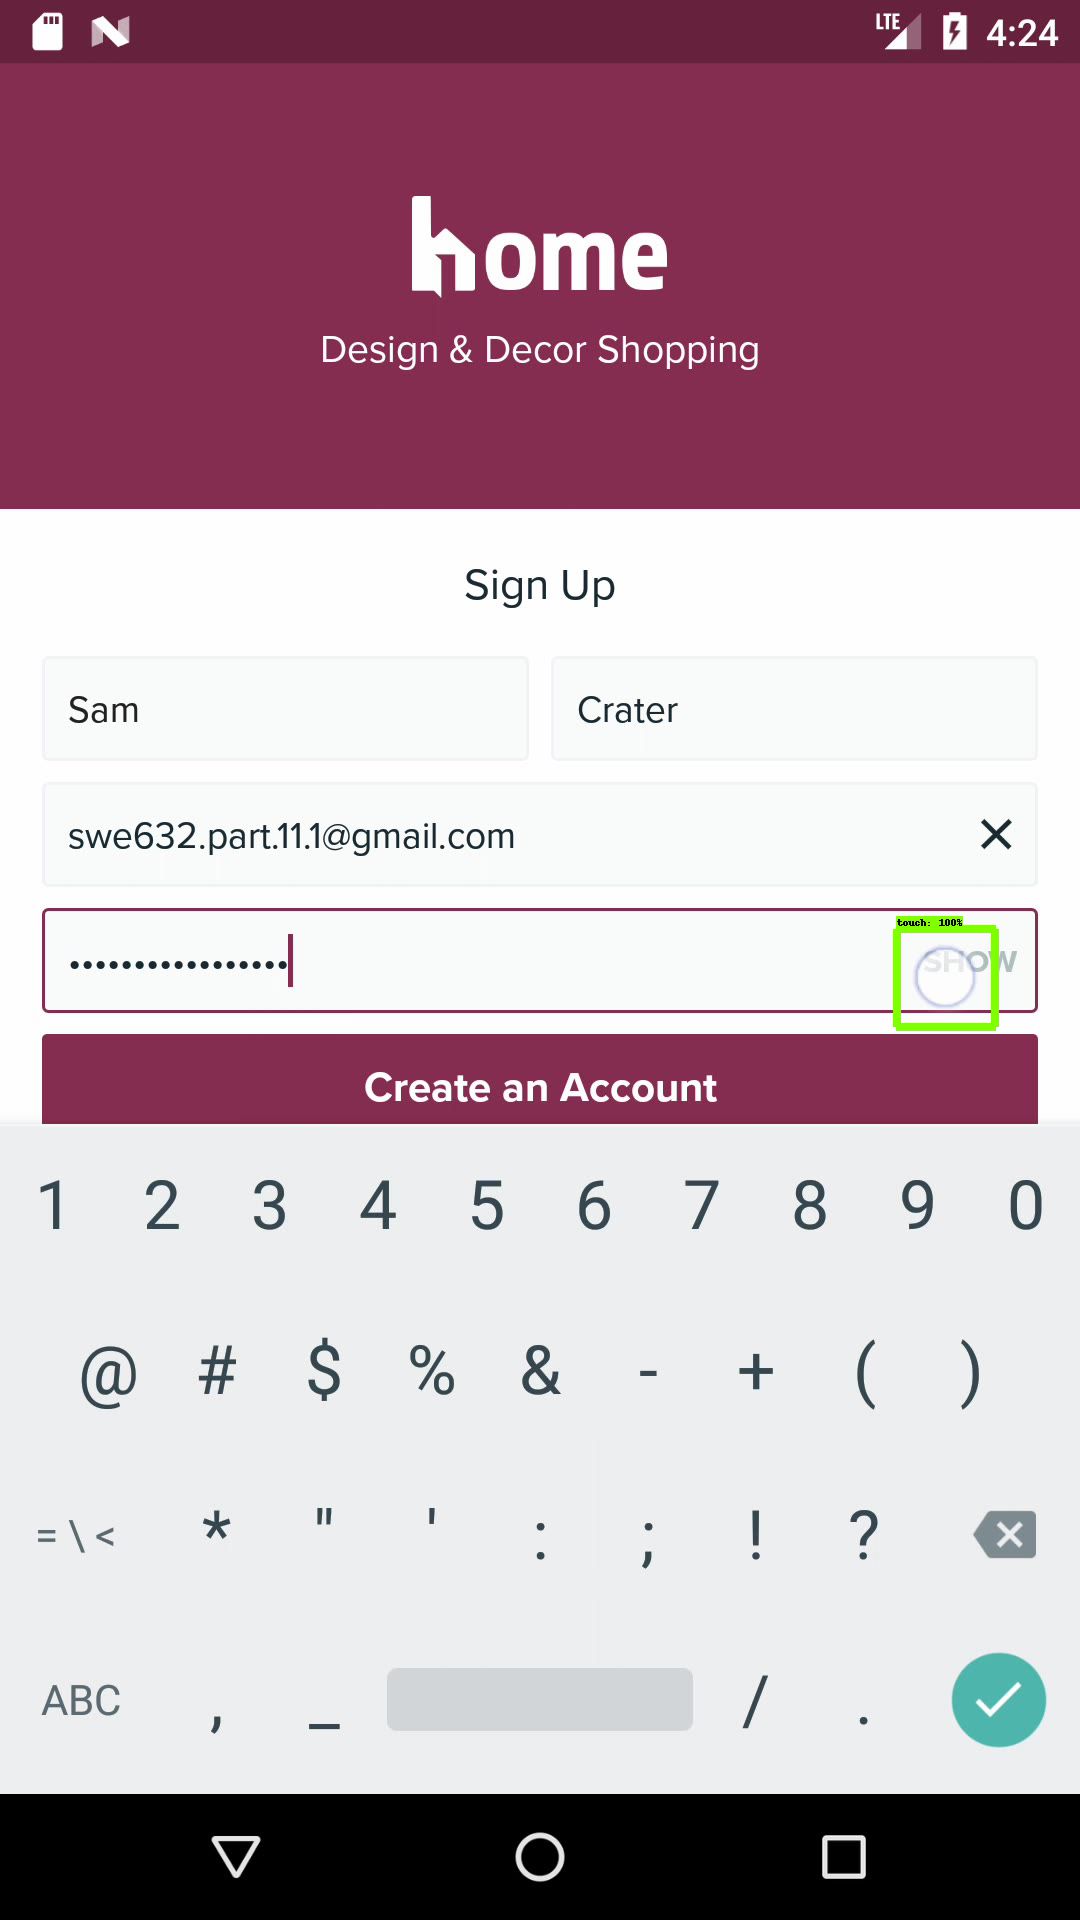 LTE 4:24
home
Design & Decor Shopping
Sign Up
Sam Crater
swe632.part.11.1@gmail.com
•••••••••••••••••
touch: 100%
SHOW
Create an Account
1 2 3 4 5 6 7 8 9 0
@ # $ % & - + ( )
= \ < * " ' : ; ! ?
ABC , _ / .